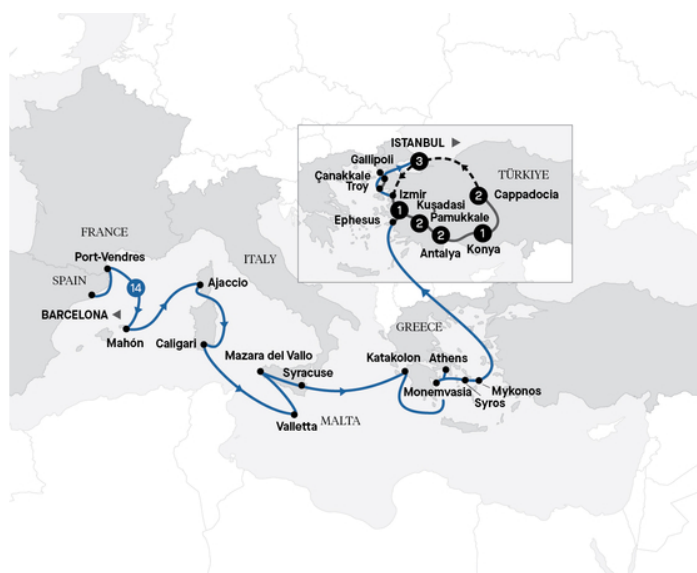 ISTANBUL
Gallipoli
3
Çanakkale
TÜRKIYE
Troy
Izmir
2
Cappadocia
Kuşadasi
1
Pamukkale
Ephesus
2
2
1
Antalya
Konya
FRANCE
Port-Vendres
ITALY
SPAIN
14
Ajaccio
BARCELONA
GREECE
Mahón
Caligari
Mazara del Vallo
Katakolon
Athens
Syracuse
Monemvasia
Mykonos
Syros
Valletta
MALTA